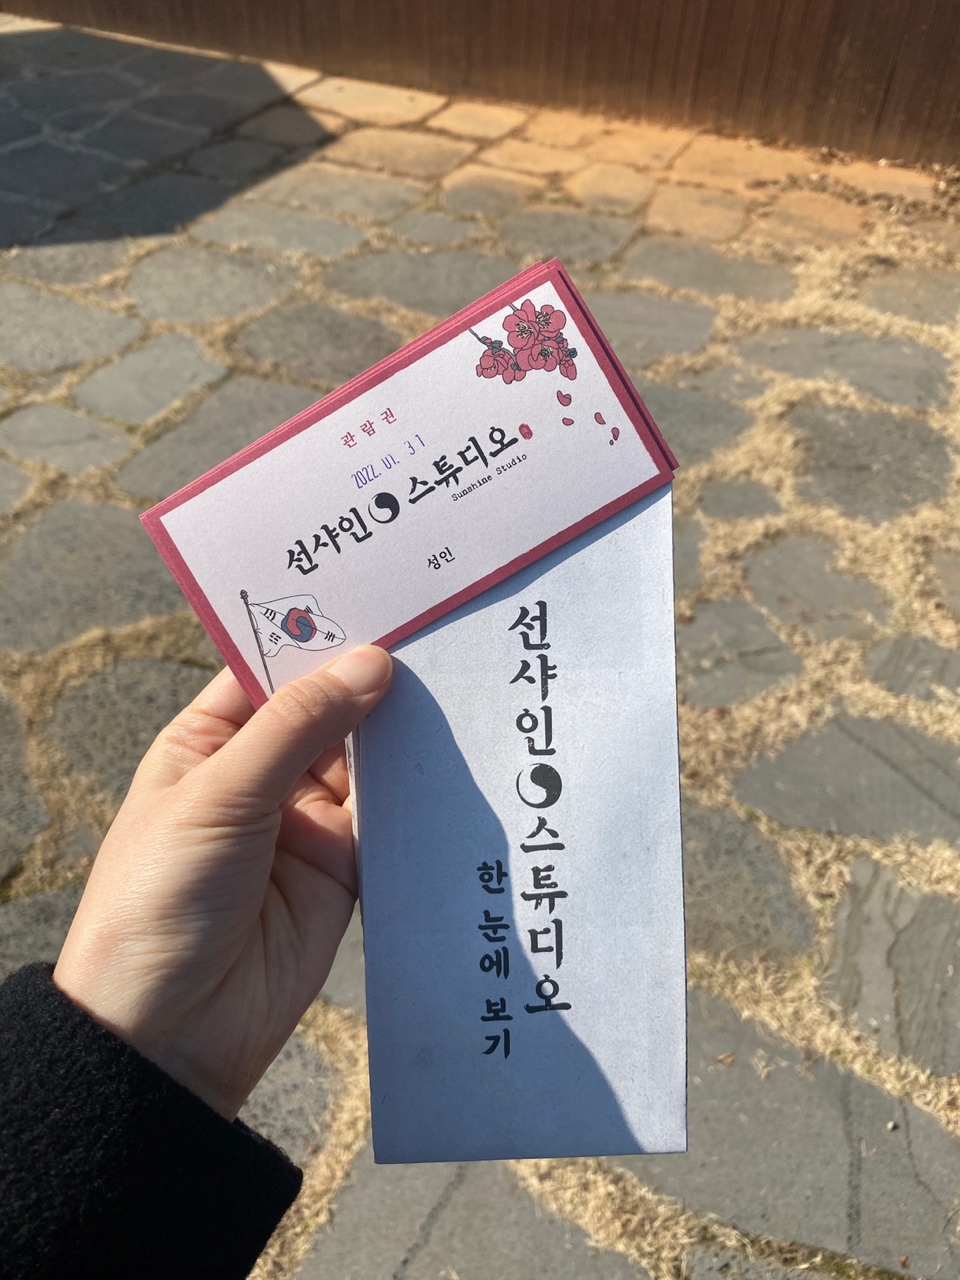 관람권
2022. 01. 31
선샤인 스튜디오
Sunshine Studio
성인
선샤인 스튜디오
한눈에 보기